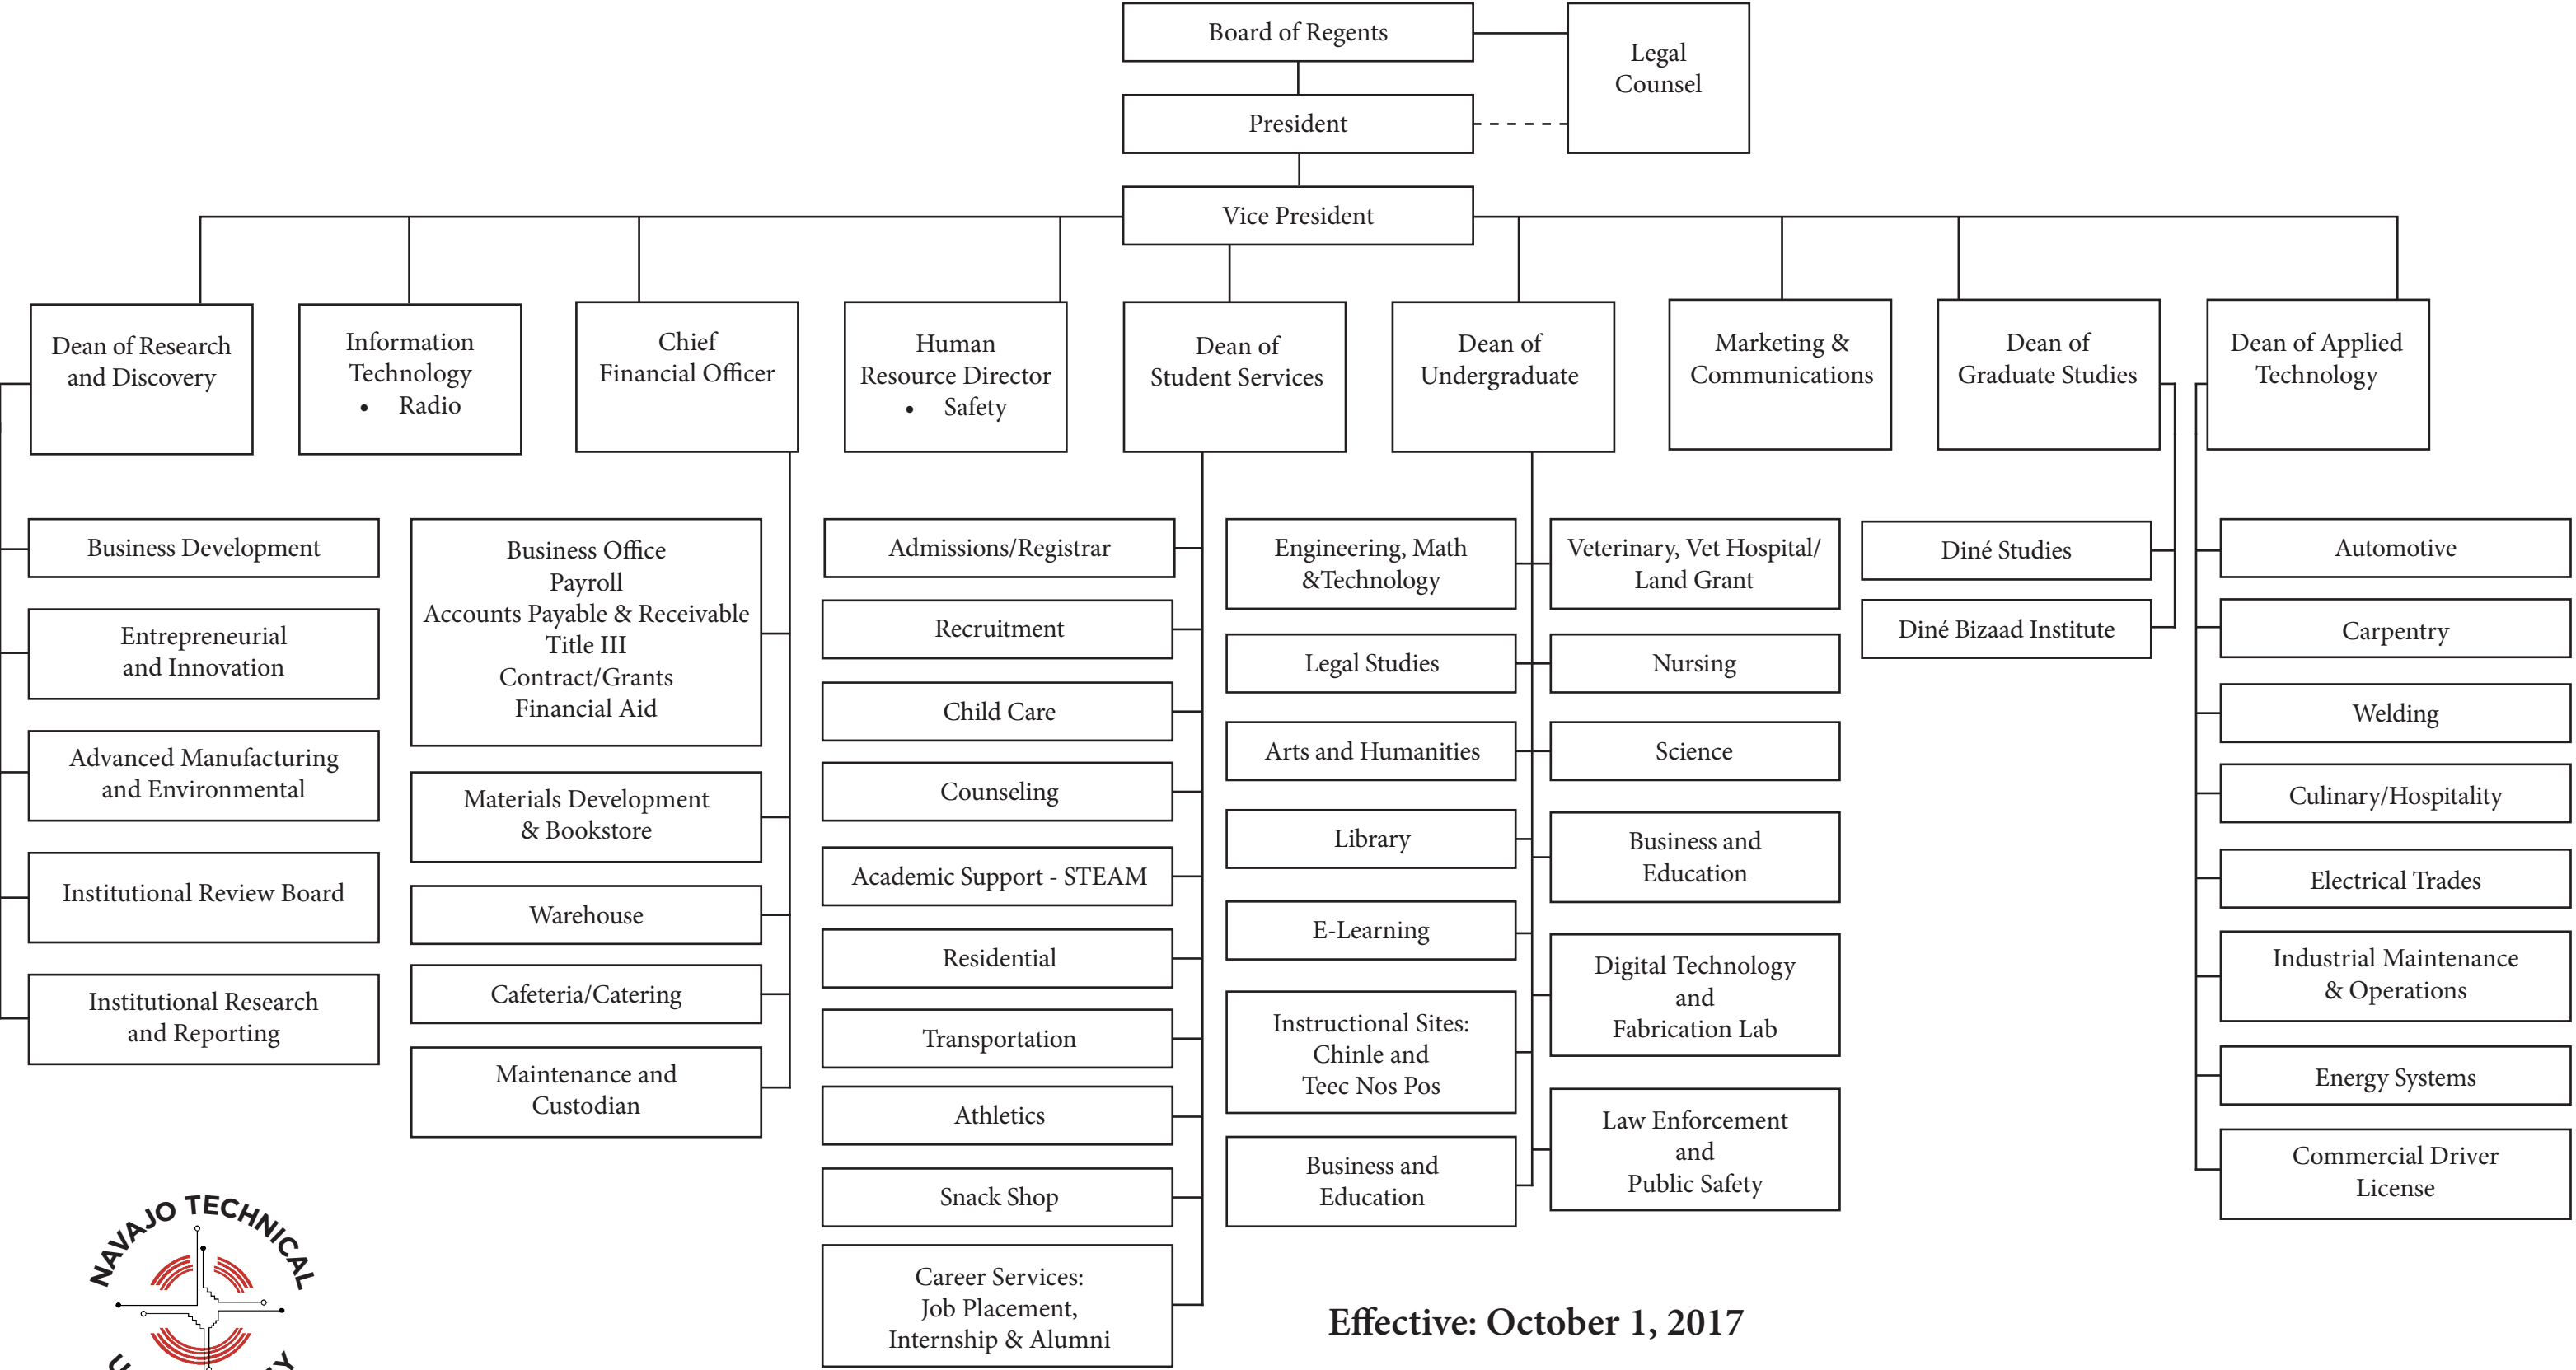 Board of Regents
Legal
Counsel
President
Vice President
Dean of Research
and Discovery
Information
Technology
• Radio
Chief
Financial Officer
Human
Resource Director
• Safety
Dean of
Student Services
Dean of
Undergraduate
Marketing &
Communications
Dean of
Graduate Studies
Dean of Applied
Technology
Business Development
Entrepreneurial
and Innovation
Advanced Manufacturing
and Environmental
Institutional Review Board
Institutional Research
and Reporting
Business Office
Payroll
Accounts Payable & Receivable
Title III
Contract/Grants
Financial Aid
Materials Development
& Bookstore
Warehouse
Cafeteria/Catering
Maintenance and
Custodian
Admissions/Registrar
Recruitment
Child Care
Counseling
Academic Support - STEAM
Residential
Transportation
Athletics
Snack Shop
Career Services:
Job Placement,
Internship & Alumni
Engineering, Math
&Technology
Legal Studies
Arts and Humanities
Library
E-Learning
Instructional Sites:
Chinle and
Teec Nos Pos
Business and
Education
Veterinary, Vet Hospital/
Land Grant
Nursing
Science
Business and
Education
Digital Technology
and
Fabrication Lab
Law Enforcement
and
Public Safety
Diné Studies
Diné Bizaad Institute
Automotive
Carpentry
Welding
Culinary/Hospitality
Electrical Trades
Industrial Maintenance
& Operations
Energy Systems
Commercial Driver
License
NAVAJO TECHNICAL
Effective: October 1, 2017